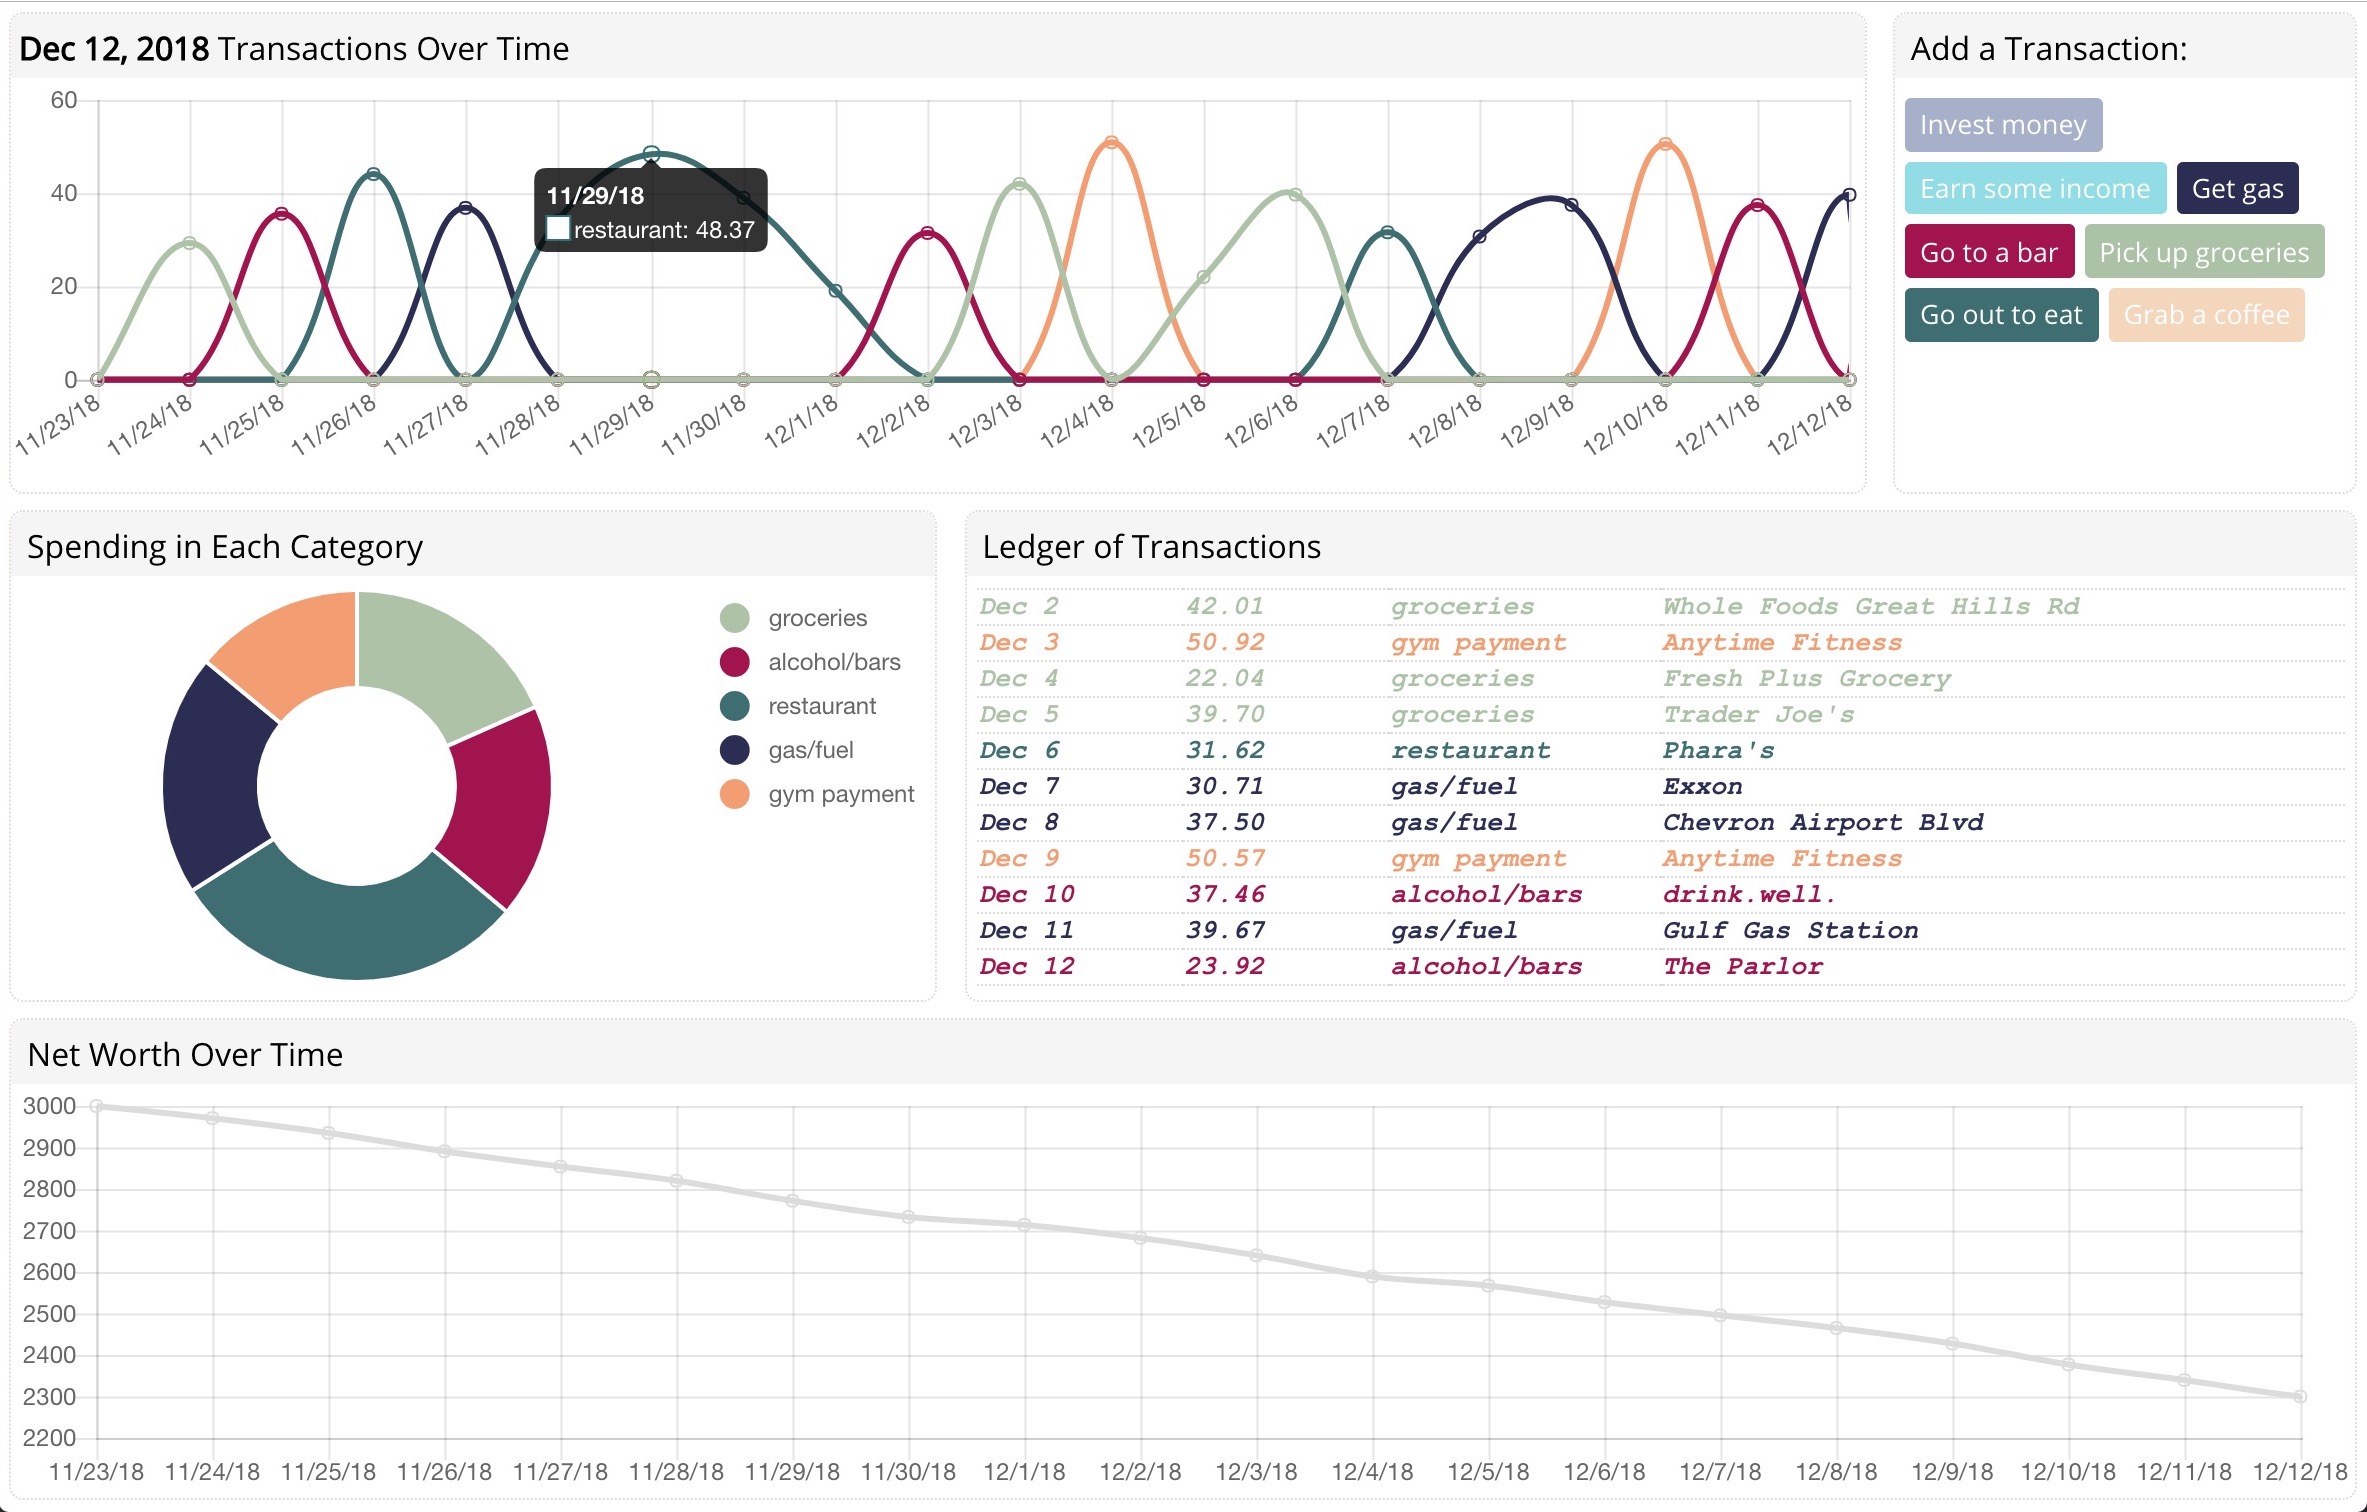 Dec 12, 2018 Transactions Over Time
60
40
20
0
11/29/18
restaurant: 48.37
11/23/18 11/24/18 11/25/18 11/26/18 11/27/18 11/28/18 11/29/18 11/30/18 12/1/18 12/2/18 12/3/18 12/4/18 12/5/18 12/6/18 12/7/18 12/8/18 12/9/18 12/10/18 12/11/18 12/12/18
Add a Transaction:
Invest money
Earn some income Get gas
Go to a bar Pick up groceries
Go out to eat Grab a coffee
Spending in Each Category
groceries
alcohol/bars
restaurant
gas/fuel
gym payment
Ledger of Transactions
Dec 2 42.01 groceries Whole Foods Great Hills Rd
Dec 3 50.92 gym payment Anytime Fitness
Dec 4 22.04 groceries Fresh Plus Grocery
Dec 5 39.70 groceries Trader Joe's
Dec 6 31.62 restaurant Phara's
Dec 7 30.71 gas/fuel Exxon
Dec 8 37.50 gas/fuel Chevron Airport Blvd
Dec 9 50.57 gym payment Anytime Fitness
Dec 10 37.46 alcohol/bars drink.well.
Dec 11 39.67 gas/fuel Gulf Gas Station
Dec 12 23.92 alcohol/bars The Parlor
Net Worth Over Time
3000
2900
2800
2700
2600
2500
2400
2300
2200
11/23/18 11/24/18 11/25/18 11/26/18 11/27/18 11/28/18 11/29/18 11/30/18 12/1/18 12/2/18 12/3/18 12/4/18 12/5/18 12/6/18 12/7/18 12/8/18 12/9/18 12/10/18 12/11/18 12/12/18